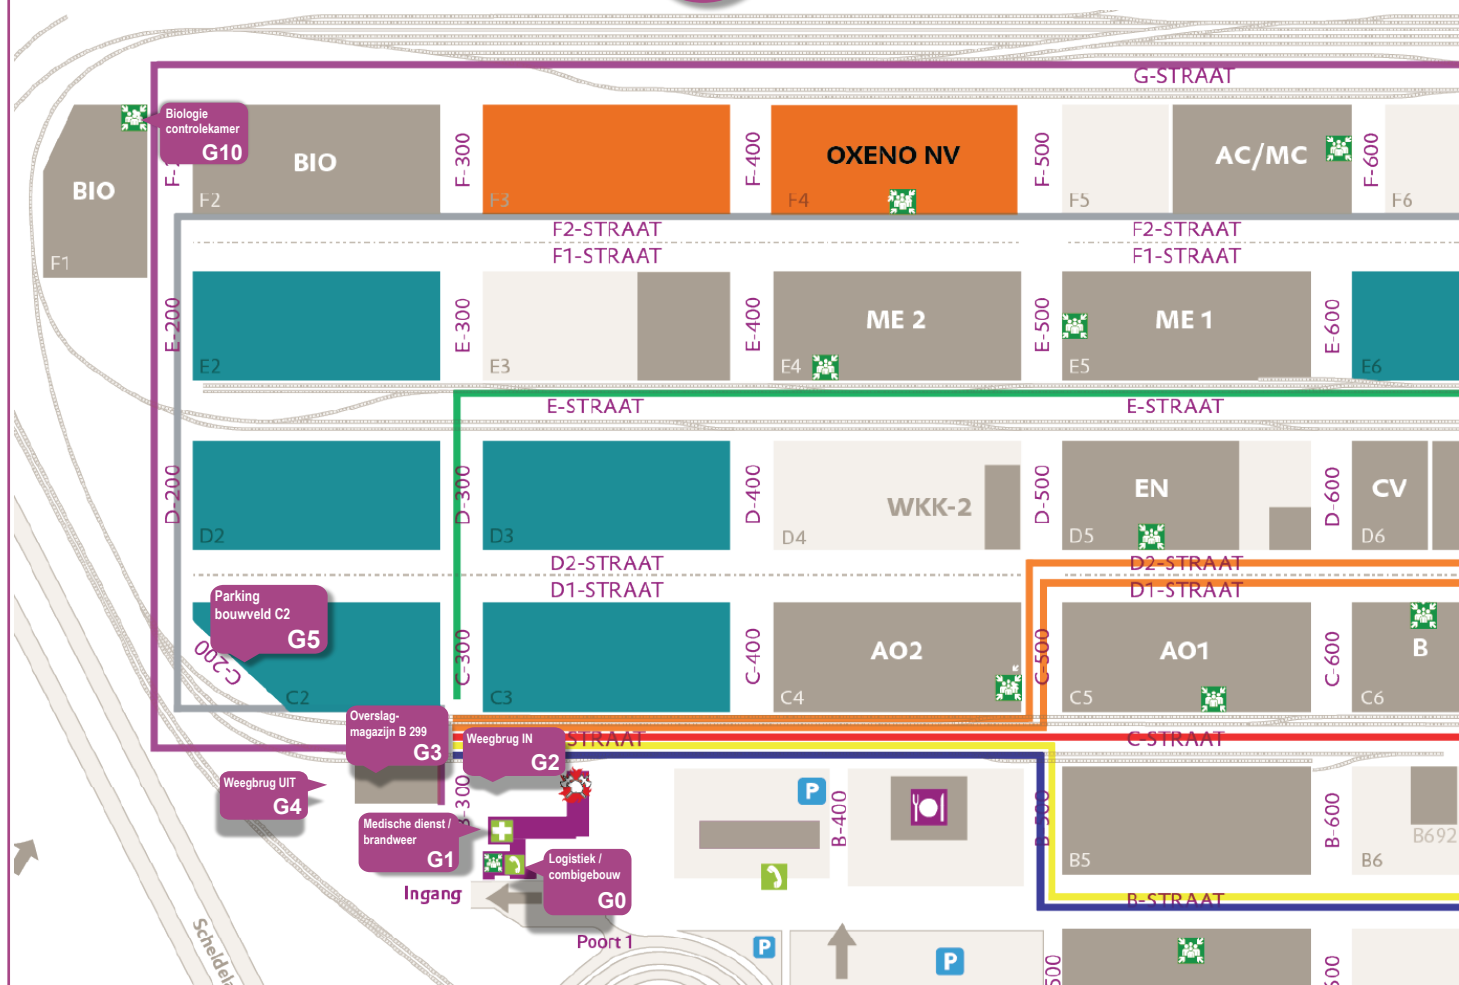 G-STRAAT
Biologie
controlekamer
G10
BIO
F1
BIO
F2
F-300
F3
F-400
OXENO NV
F4
F-500
F5
AC/MC
F-600
F6
F2-STRAAT
F2-STRAAT
F1-STRAAT
F1-STRAAT
E-200
E2
E-300
E3
E-400
ME 2
E4
E-500
ME 1
E5
E-600
E6
E-STRAAT
E-STRAAT
D-200
D2
D-300
D3
D-400
WKK-2
D4
D-500
EN
D5
D-600
CV
D6
D2-STRAAT
D2-STRAAT
D1-STRAAT
D1-STRAAT
Parking
bouwveld C2
G5
C-200
C2
C-300
C3
C-400
AO2
C4
C-500
AO1
C5
C-600
B
C6
Overslag-
magazijn B 299
G3
Weegbrug IN
G2
STRAAT
C-STRAAT
Weegbrug UIT
G4
Medische dienst /
brandweer
G1
Logistiek /
combigebouw
G0
Ingang
Poort 1
P
B-400
B-500
B5
B-600
B692
B6
B-STRAAT
P
P